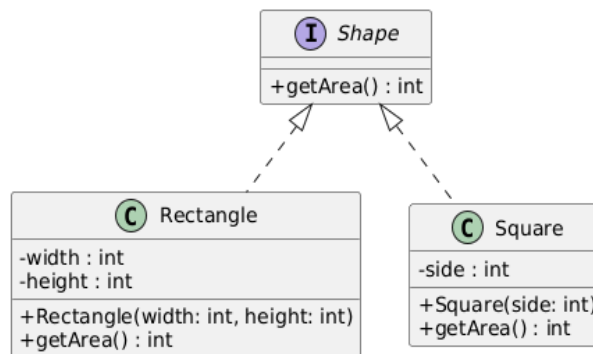 I Shape
+getArea() : int
C Rectangle
-width : int
-height : int
+Rectangle(width: int, height: int)
+getArea() : int
C Square
-side : int
+Square(side: int)
+getArea() : int